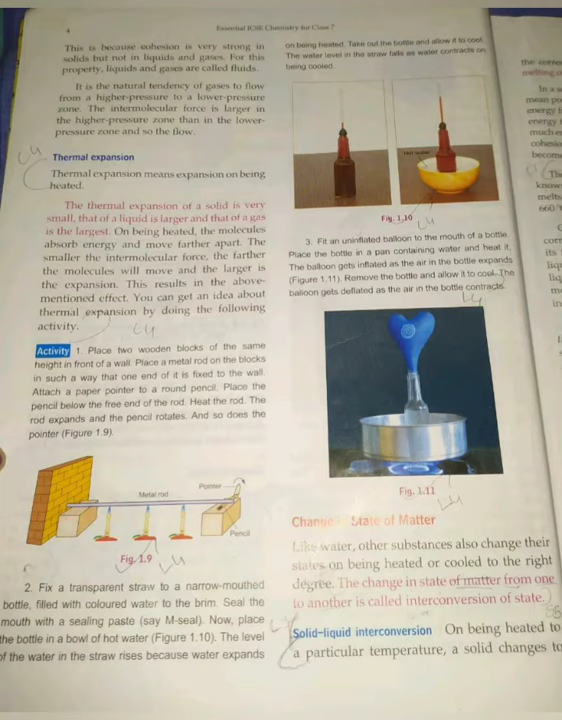 4
Essential ICSE Chemistry for Class 7
This is because cohesion is very strong in
solids but not in liquids and gases. For this
property, liquids and gases are called fluids.
It is the natural tendency of gases to flow
from a higher-pressure to a lower-pressure
zone. The intermolecular force is larger in
the higher-pressure zone than in the lower-
pressure zone and so the flow.
Thermal expansion
Thermal expansion means expansion on being
heated.
The thermal expansion of a solid is very
small, that of a liquid is larger and that of a gas
is the largest. On being heated, the molecules
absorb energy and move farther apart. The
smaller the intermolecular force, the farther
the molecules will move and the larger is
the expansion. This results in the above-
mentioned effect. You can get an idea about
thermal expansion by doing the following
activity.
Activity 1. Place two wooden blocks of the same
height in front of a wall. Place a metal rod on the blocks
in such a way that one end of it is fixed to the wall.
Attach a paper pointer to a round pencil. Place the
pencil below the free end of the rod. Heat the rod. The
rod expands and the pencil rotates. And so does the
pointer (Figure 1.9).
Pointer
Metal rod
Pencil
Fig. 1.9
2. Fix a transparent straw to a narrow-mouthed
bottle, filled with coloured water to the brim. Seal the
mouth with a sealing paste (say M-seal). Now, place
the bottle in a bowl of hot water (Figure 1.10). The level
of the water in the straw rises because water expands
on being heated. Take out the bottle and allow it to cool.
The water level in the straw falls as water contracts on
being cooled.
Hot water
Fig. 1.10
3. Fit an uninflated balloon to the mouth of a bottle.
Place the bottle in a pan containing water and heat it.
The balloon gets inflated as the air in the bottle expands
(Figure 1.11). Remove the bottle and allow it to cool. The
balloon gets deflated as the air in the bottle contracts.
Fig. 1.11
Change State of Matter
Like water, other substances also change their
states on being heated or cooled to the right
degree. The change in state of matter from one
to another is called interconversion of state.
Solid–liquid interconversion On being heated to
a particular temperature, a solid changes to
the
In a
mean
energy
energy
become
The
melts
660
its
in